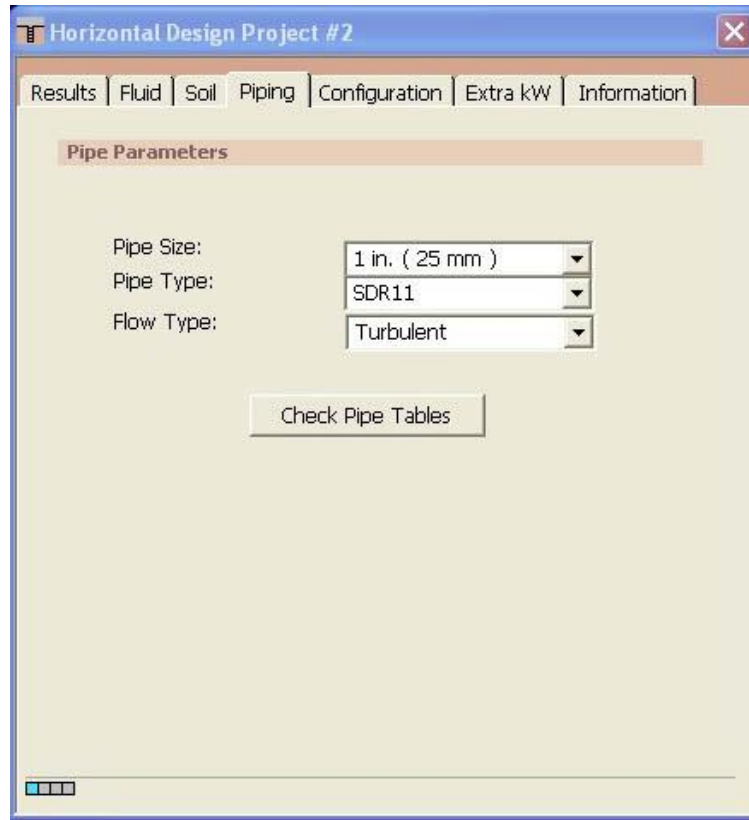 Horizontal Design Project #2
Results Fluid Soil Piping Configuration Extra kW Information
Pipe Parameters
Pipe Size: 1 in. ( 25 mm )
Pipe Type: SDR11
Flow Type: Turbulent
Check Pipe Tables